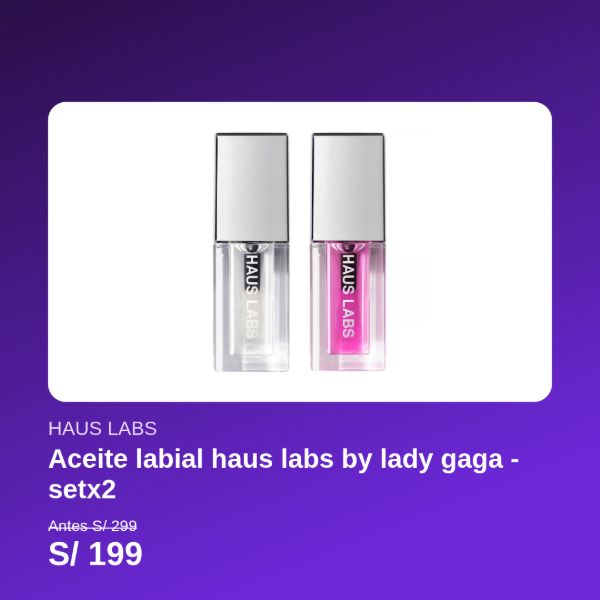 HAUS LABS
HAUS LABS
HAUS LABS
Aceite labial haus labs by lady gaga -
setx2
Antes S/ 299
S/ 199